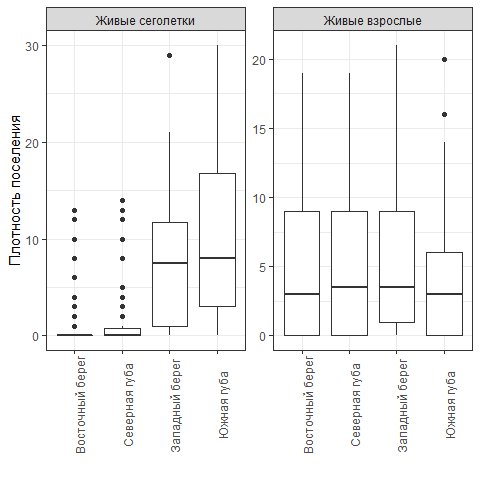 Живые сеголетки
Живые взрослые
Плотность поселения
30
20
10
0
20
15
10
5
0
Восточный берег
Северная губа
Западный берег
Южная губа
Восточный берег
Северная губа
Западный берег
Южная губа